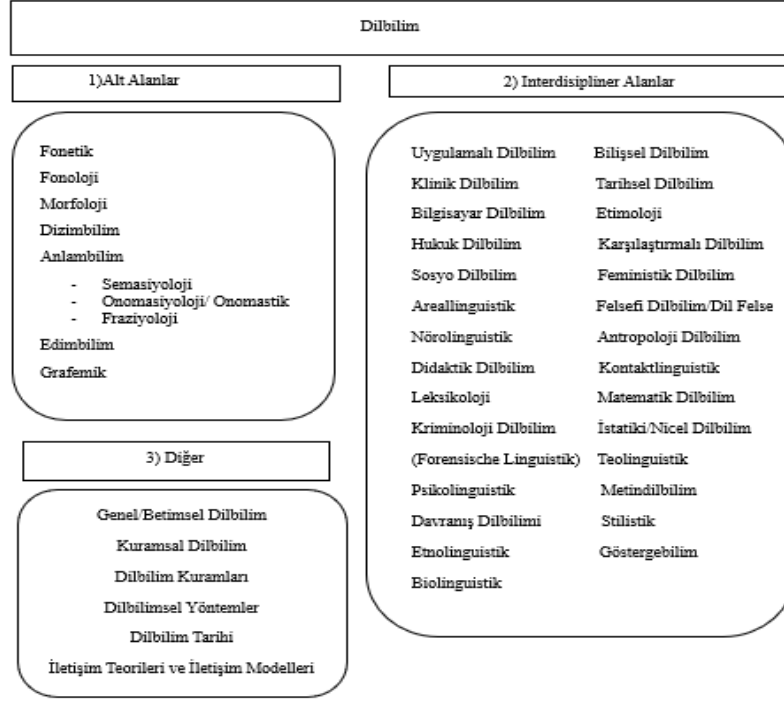 Dilbilim
1)Alt Alanlar
Fonetik
Fonoloji
Morfoloji
Dizimbilim
Anlambilim
- Semasiyoloji
- Onomasiyoloji/ Onomastik
- Fraziyoloji
Edimbilim
Grafemik
2) Interdisipliner Alanlar
Uygulamalı Dilbilim Bilişsel Dilbilim
Klinik Dilbilim Tarihsel Dilbilim
Bilgisayar Dilbilim Etimoloji
Hukuk Dilbilim Karşılaştırmalı Dilbilim
Sosyo Dilbilim Feministik Dilbilim
Areallinguistik Felsefi Dilbilim/Dil Felse
Nörolinguistik Antropoloji Dilbilim
Didaktik Dilbilim Kontaktlinguistik
Leksikoloji Matematik Dilbilim
Kriminoloji Dilbilim İstatiki/Nicel Dilbilim
(Forensische Linguistik) Teolinguistik
Psikolinguistik Metindilbilim
Davranış Dilbilimi Stilistik
Etnolinguistik Göstergebilim
Biolinguistik
3) Diğer
Genel/Betimsel Dilbilim
Kuramsal Dilbilim
Dilbilim Kuramları
Dilbilimsel Yöntemler
Dilbilim Tarihi
İletişim Teorileri ve İletişim Modelleri